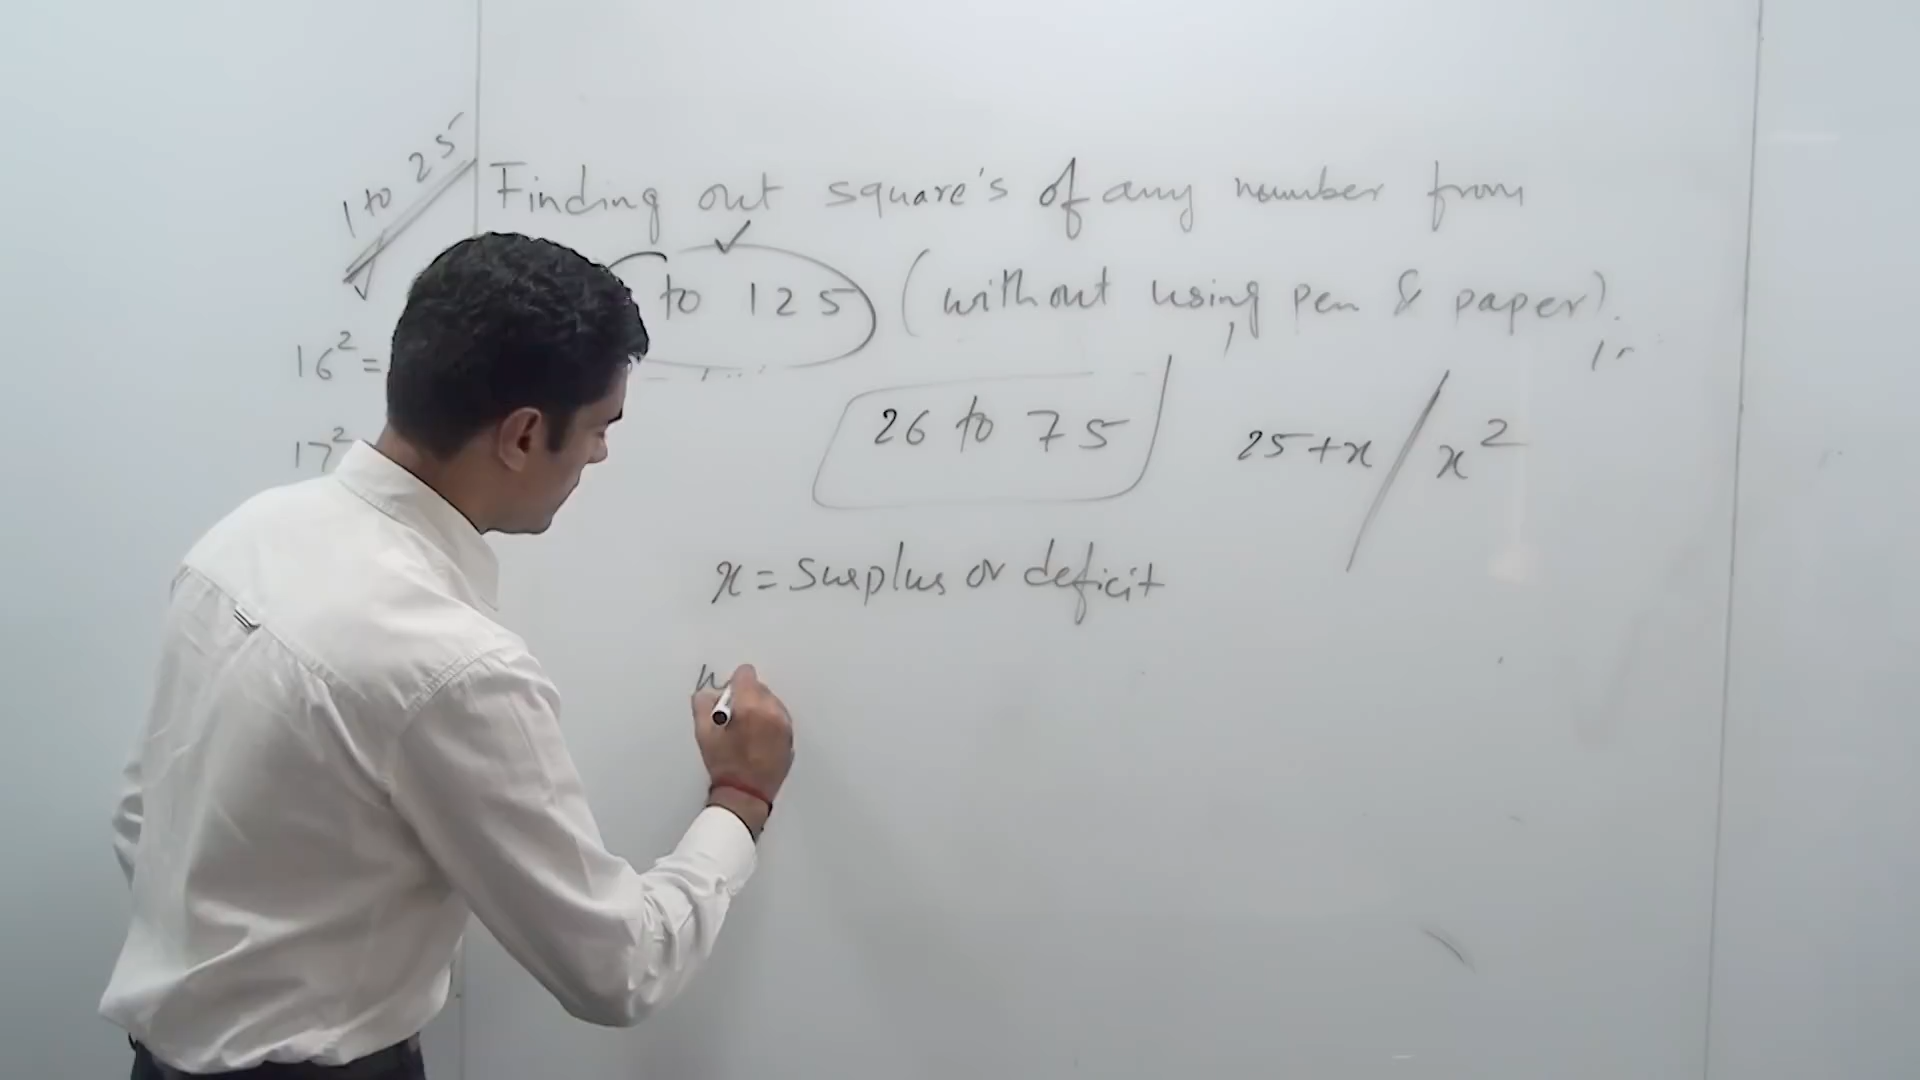 1 to 25
Finding out square's of any number from
to 125 (without using pen & paper).
16² =
17²
26 to 75
25+x / x²
x = Surplus or deficit